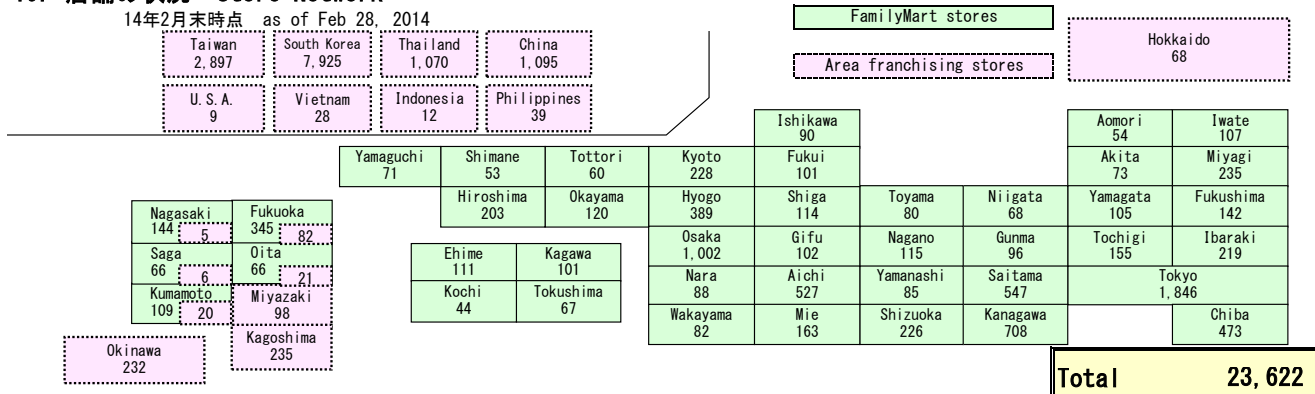 14年2月末時点 as of Feb 28, 2014
FamilyMart stores
Area franchising stores
Hokkaido
68
Taiwan
2,897
South Korea
7,925
Thailand
1,070
China
1,095
U.S.A.
9
Vietnam
28
Indonesia
12
Philippines
39
Ishikawa
90
Aomori
54
Iwate
107
Yamaguchi
71
Shimane
53
Tottori
60
Kyoto
228
Fukui
101
Akita
73
Miyagi
235
Hiroshima
203
Okayama
120
Hyogo
389
Shiga
114
Toyama
80
Niigata
68
Yamagata
105
Fukushima
142
Nagasaki
144
5
Fukuoka
345
82
Osaka
1,002
Gifu
102
Nagano
115
Gunma
96
Tochigi
155
Ibaraki
219
Saga
66
6
Oita
66
21
Ehime
111
Kagawa
101
Nara
88
Aichi
527
Yamanashi
85
Saitama
547
Tokyo
1,846
Kumamoto
109
20
Miyazaki
98
Kochi
44
Tokushima
67
Wakayama
82
Mie
163
Shizuoka
226
Kanagawa
708
Chiba
473
Okinawa
232
Kagoshima
235
Total 23,622